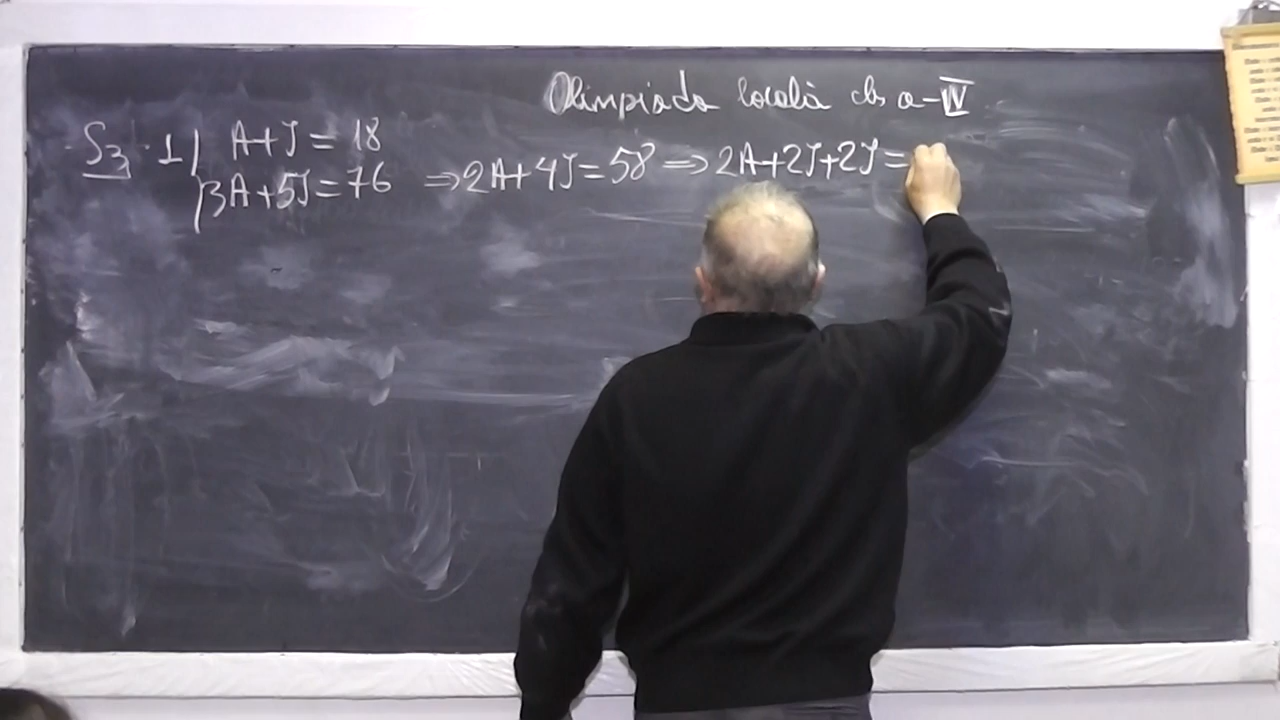 Olimpiada locală cls a-IV
S3 1) A+J=18
3A+5J=76 ⇒2A+4J=58 ⇒2A+2J+2J=